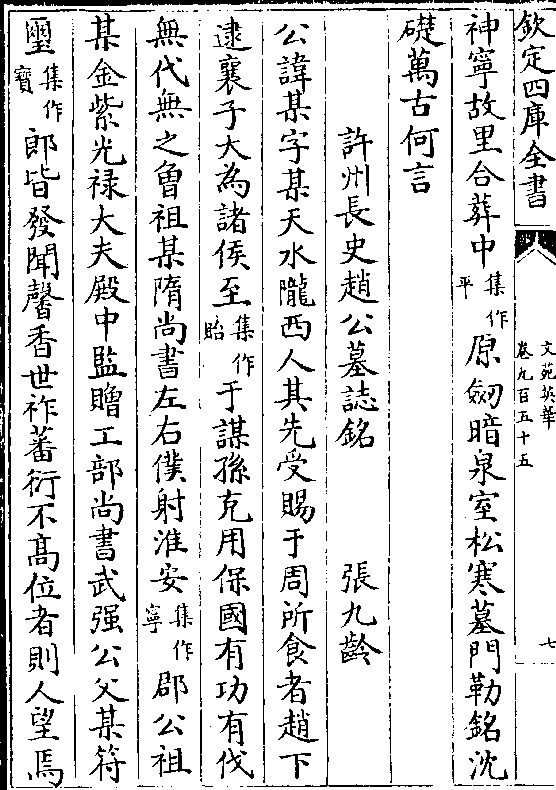 欽定四庫全書
文苑英華
卷九百五十五
七
神寧故里合葬中集作平原劒暗泉室松寒墓門勒銘沈
礎萬古何言
許州長史趙公墓誌銘 張九齡
公諱某字某天水隴西人其先受賜于周所食者趙下
逮襄子大為諸侯至集作貽于謀孫克用保國有功有伐
無代無之曾祖某隋尚書左右僕射淮安集作寧郡公祖
某金紫光禄大夫殿中監贈工部尚書武强公父某符
璽集作寶郎皆發聞馨香世祚蕃衍不髙位者則人望焉